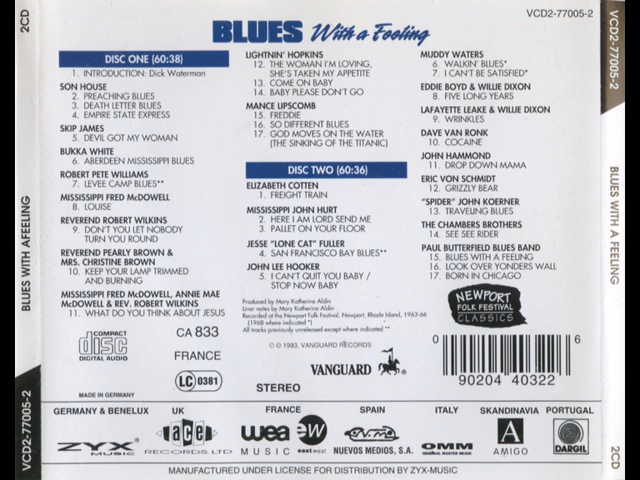 BLUES With a Feeling
VCD2-77005-2
2CD
BLUES WITH AFEELING
VCD2-77005-2
DISC ONE (60:38)
1. INTRODUCTION: Dick Waterman
SON HOUSE
2. PREACHING BLUES
3. DEATH LETTER BLUES
4. EMPIRE STATE EXPRESS
SKIP JAMES
5. DEVIL GOT MY WOMAN
BUKKA WHITE
6. ABERDEEN MISSISSIPPI BLUES
ROBERT PETE WILLIAMS
7. LEVEE CAMP BLUES**
MISSISSIPPI FRED McDOWELL
8. LOUISE
REVEREND ROBERT WILKINS
9. DON'T YOU LET NOBODY
TURN YOU ROUND
REVEREND PEARLY BROWN &
MRS. CHRISTINE BROWN
10. KEEP YOUR LAMP TRIMMED
AND BURNING
MISSISSIPPI FRED McDOWELL, ANNIE MAE
McDOWELL & REV. ROBERT WILKINS
11. WHAT DO YOU THINK ABOUT JESUS
LIGHTNIN' HOPKINS
12. THE WOMAN I'M LOVING,
SHE'S TAKEN MY APPETITE
13. COME ON BABY
14. BABY PLEASE DON'T GO
MANCE LIPSCOMB
15. FREDDIE
16. SO DIFFERENT BLUES
17. GOD MOVES ON THE WATER
(THE SINKING OF THE TITANIC)
DISC TWO (60:36)
ELIZABETH COTTEN
1. FREIGHT TRAIN
MISSISSIPPI JOHN HURT
2. HERE I AM LORD SEND ME
3. PALLET ON YOUR FLOOR
JESSE "LONE CAT" FULLER
4. SAN FRANCISCO BAY BLUES**
JOHN LEE HOOKER
5. I CAN'T QUIT YOU BABY /
STOP NOW BABY
MUDDY WATERS
6. WALKIN' BLUES*
7. I CAN'T BE SATISFIED*
EDDIE BOYD & WILLIE DIXON
8. FIVE LONG YEARS
LAFAYETTE LEAKE & WILLIE DIXON
9. WRINKLES
DAVE VAN RONK
10. COCAINE
JOHN HAMMOND
11. DROP DOWN MAMA
ERIC VON SCHMIDT
12. GRIZZLY BEAR
"SPIDER" JOHN KOERNER
13. TRAVELING BLUES
THE CHAMBERS BROTHERS
14. SEE SEE RIDER
PAUL BUTTERFIELD BLUES BAND
15. BLUES WITH A FEELING
16. LOOK OVER YONDERS WALL
17. BORN IN CHICAGO
Produced by Mary Katherine Aldin
Liner notes by Mary Katherine Aldin
Recorded at the Newport Folk Festival, Newport, Rhode Island, 1963-66
(1968 where indicated *)
All tracks previously unreleased except where indicated **
℗ © 1993, VANGUARD RECORDS
VANGUARD
STEREO
COMPACT
disc
DIGITAL AUDIO
CA 833
FRANCE
LC 0381
MADE IN GERMANY
NEWPORT
FOLK FESTIVAL
CLASSICS
0 90204 40322 6
GERMANY & BENELUX
ZYX
MUSIC
UK
ace
RECORDS LTD
FRANCE
wea
MUSIC
ew
east west
SPAIN
NUEVOS MEDIOS, S.A.
ITALY
OMM
SKANDINAVIA
A
AMIGO
PORTUGAL
DARGIL
MANUFACTURED UNDER LICENSE FOR DISTRIBUTION BY ZYX-MUSIC
VCD2-77005-2
BLUES WITH A FEELING
2CD